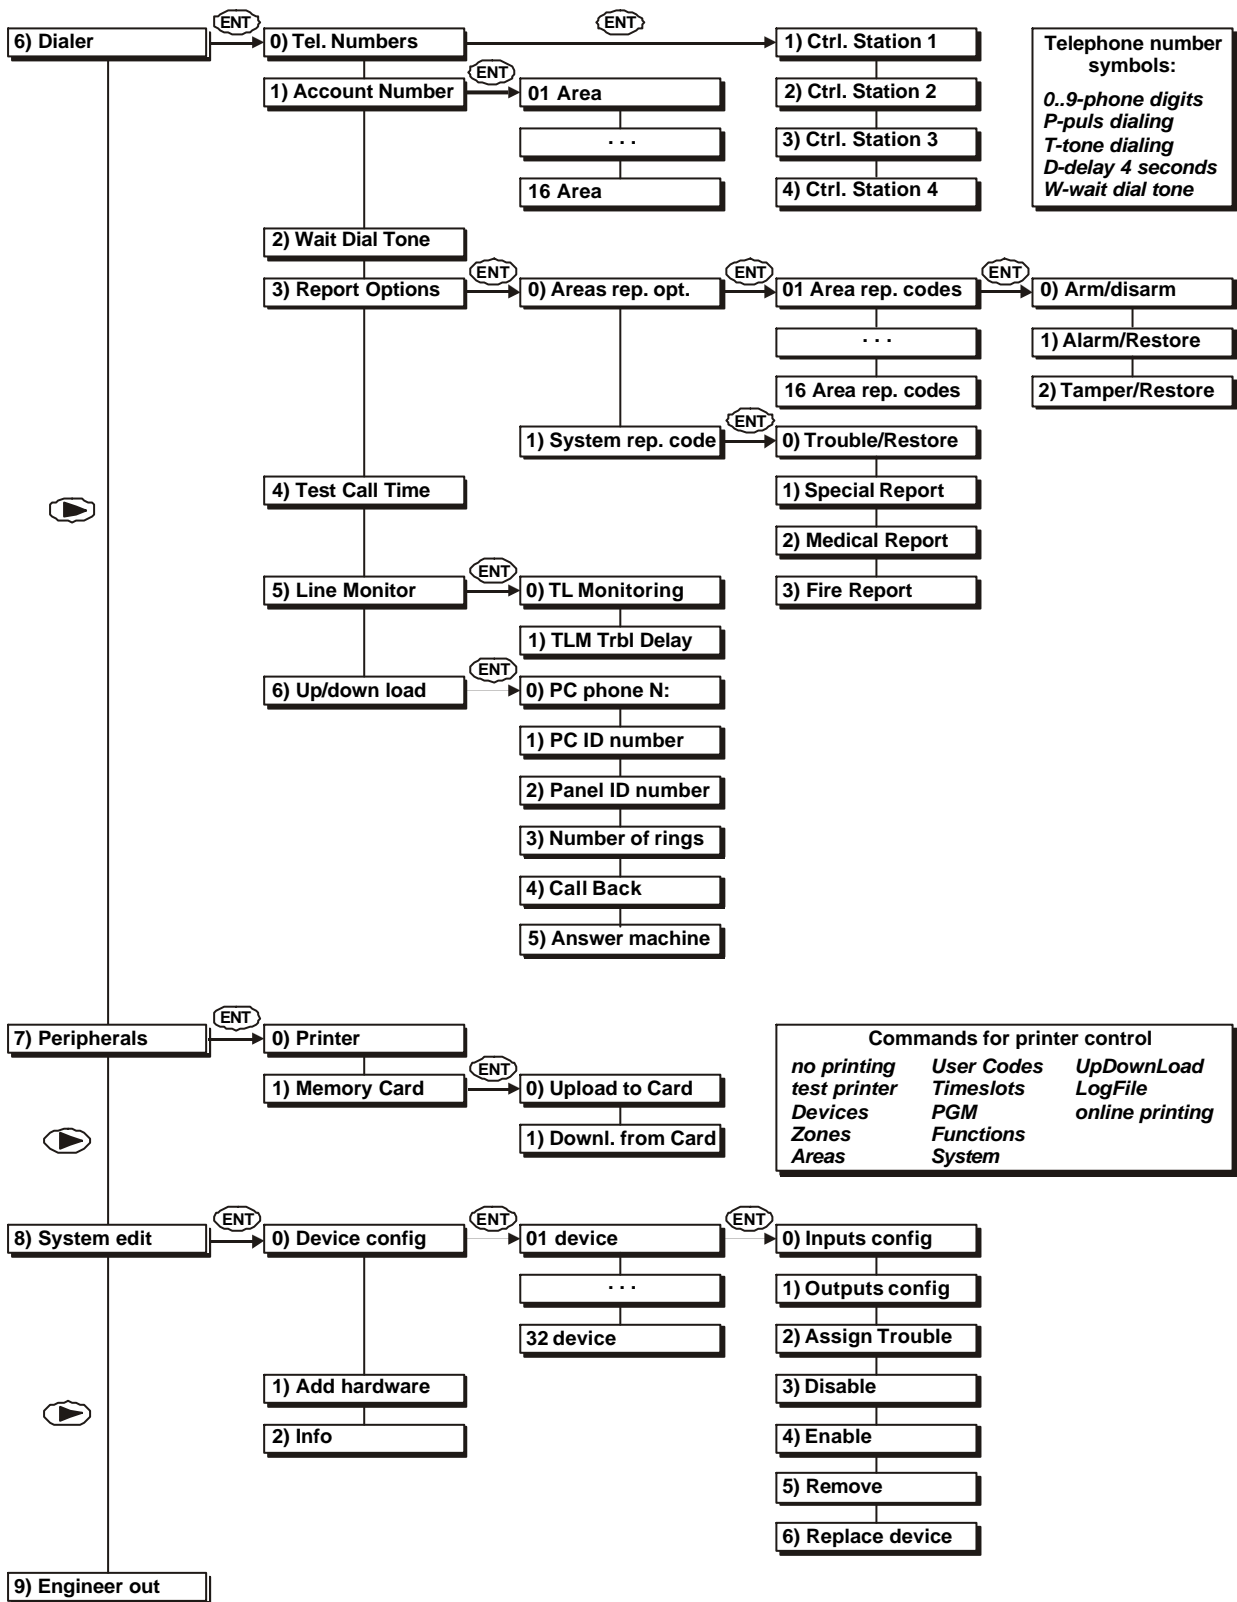 6) Dialer
ENT
0) Tel. Numbers
ENT
1) Ctrl. Station 1
2) Ctrl. Station 2
3) Ctrl. Station 3
4) Ctrl. Station 4
Telephone number
symbols:
0..9-phone digits
P-puls dialing
T-tone dialing
D-delay 4 seconds
W-wait dial tone
1) Account Number
ENT
01 Area
. . .
16 Area
2) Wait Dial Tone
3) Report Options
ENT
0) Areas rep. opt.
ENT
01 Area rep. codes
. . .
16 Area rep. codes
ENT
0) Arm/disarm
1) Alarm/Restore
2) Tamper/Restore
1) System rep. code
ENT
0) Trouble/Restore
1) Special Report
2) Medical Report
3) Fire Report
4) Test Call Time
5) Line Monitor
ENT
0) TL Monitoring
1) TLM Trbl Delay
6) Up/down load
ENT
0) PC phone N:
1) PC ID number
2) Panel ID number
3) Number of rings
4) Call Back
5) Answer machine
7) Peripherals
ENT
0) Printer
1) Memory Card
ENT
0) Upload to Card
1) Downl. from Card
Commands for printer control
no printing User Codes UpDownLoad
test printer Timeslots LogFile
Devices PGM online printing
Zones Functions
Areas System
8) System edit
ENT
0) Device config
ENT
01 device
. . .
32 device
ENT
0) Inputs config
1) Outputs config
2) Assign Trouble
3) Disable
4) Enable
5) Remove
6) Replace device
1) Add hardware
2) Info
9) Engineer out